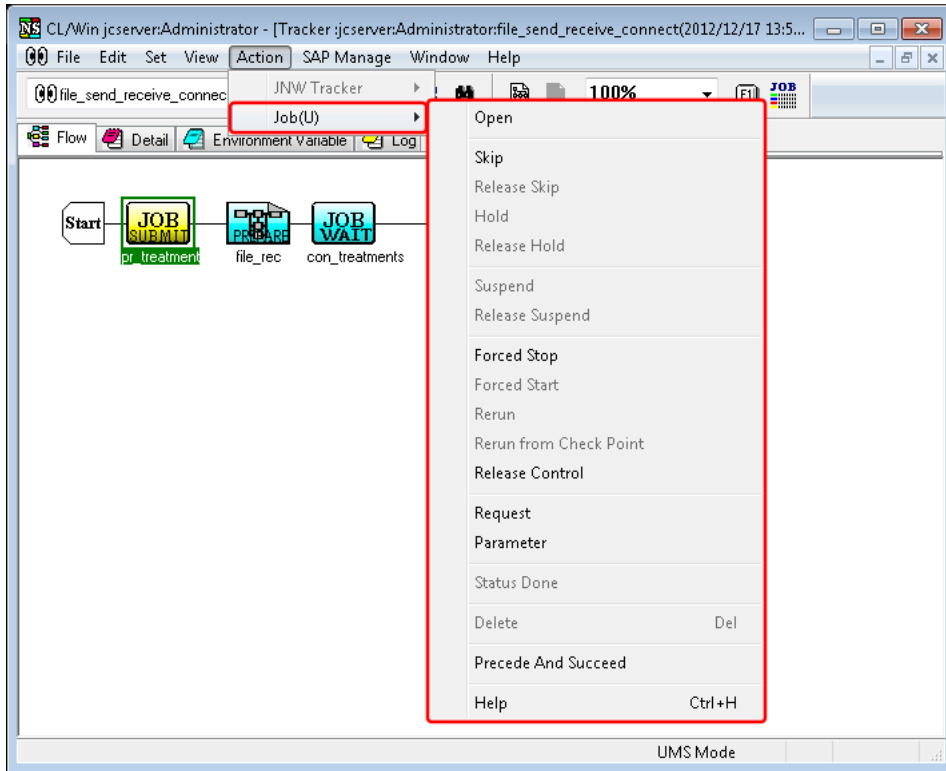 CL/Win jcserver:Administrator - [Tracker :jcserver:Administrator:file_send_receive_connect(2012/12/17 13:5...
File Edit Set View Action SAP Manage Window Help
file_send_receive_connec JNW Tracker 100% F1 JOB
Job(U)
Flow Detail Environment Variable Log
Open
Skip
Release Skip
Hold
Release Hold
Suspend
Release Suspend
Forced Stop
Forced Start
Rerun
Rerun from Check Point
Release Control
Request
Parameter
Status Done
Delete Del
Precede And Succeed
Help Ctrl+H
Start JOB SUBMIT PREPARE JOB WAIT
pr_treatment file_rec con_treatments
UMS Mode